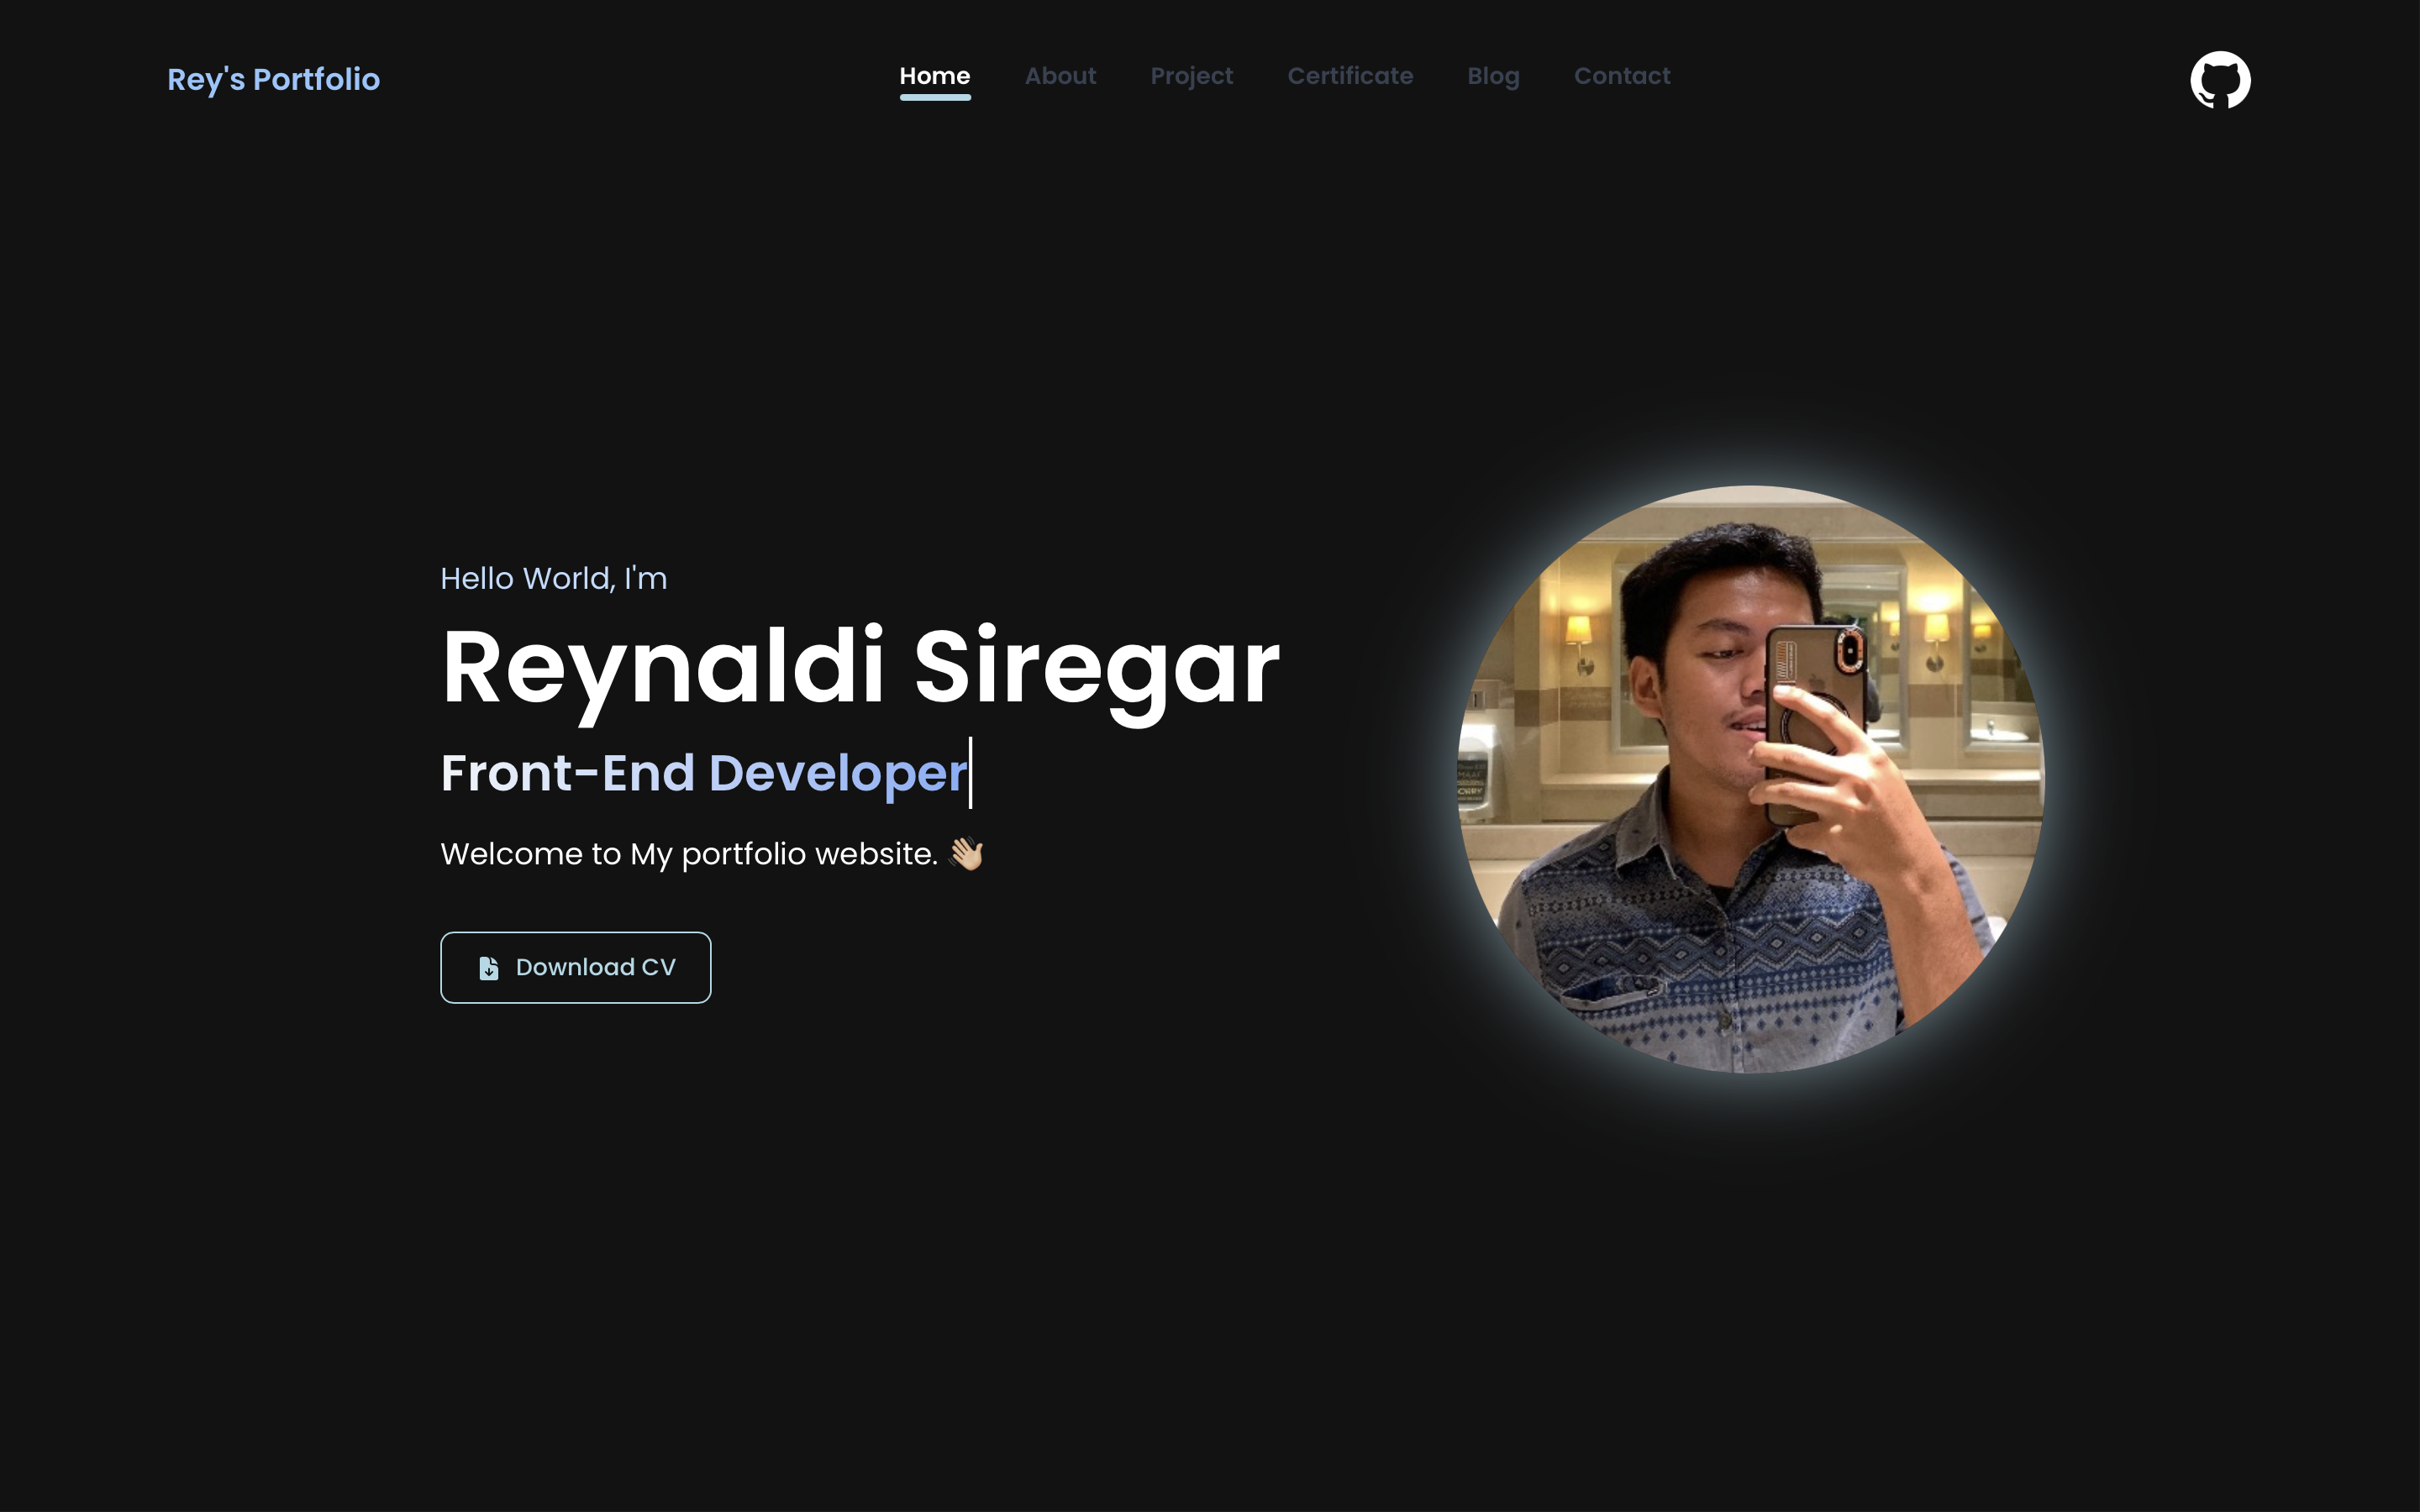 Rey's Portfolio
Home About Project Certificate Blog Contact
Hello World, I'm
Reynaldi Siregar
Front-End Developer
Welcome to My portfolio website. 👋🏼
Download CV